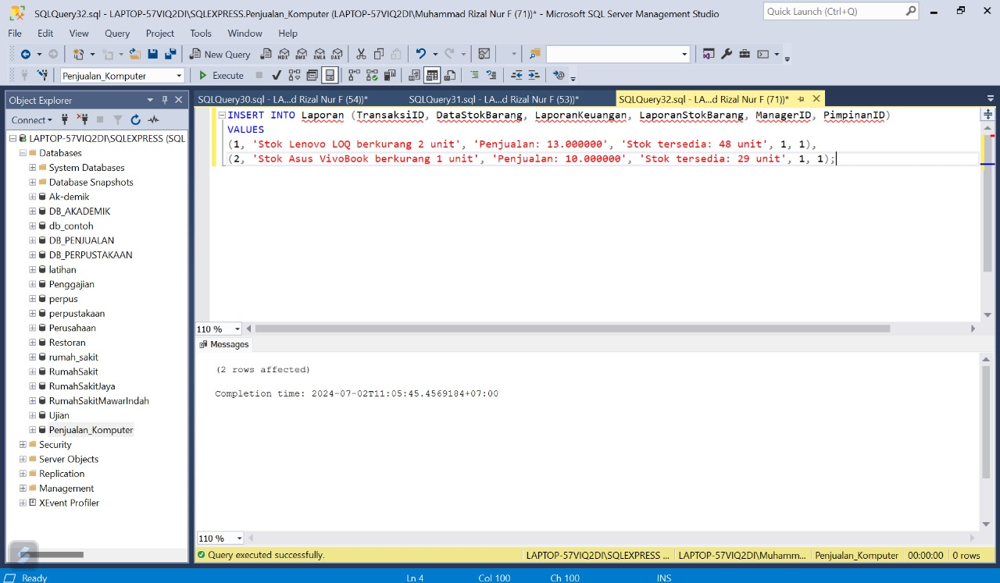 SQLQuery32.sql - LAPTOP-57VIQ2DI\SQLEXPRESS.Penjualan_Komputer (LAPTOP-57VIQ2DI\Muhammad Rizal Nur F (71))* - Microsoft SQL Server Management Studio
Quick Launch (Ctrl+Q)
File Edit View Query Project Tools Window Help
New Query MDX DMX XMLA DAX
Penjualan_Komputer Execute
Object Explorer
Connect
LAPTOP-57VIQ2DI\SQLEXPRESS (SQL
Databases
System Databases
Database Snapshots
Ak-demik
DB_AKADEMIK
db_contoh
DB_PENJUALAN
DB_PERPUSTAKAAN
latihan
Penggajian
perpus
perpustakaan
Perusahaan
Restoran
rumah_sakit
RumahSakit
RumahSakitJaya
RumahSakitMawarIndah
Ujian
Penjualan_Komputer
Security
Server Objects
Replication
Management
XEvent Profiler
SQLQuery30.sql - LA...d Rizal Nur F (54))* SQLQuery31.sql - LA...d Rizal Nur F (53))* SQLQuery32.sql - LA...d Rizal Nur F (71))*
INSERT INTO Laporan (TransaksiID, DataStokBarang, LaporanKeuangan, LaporanStokBarang, ManagerID, PimpinanID)
VALUES
(1, 'Stok Lenovo LOQ berkurang 2 unit', 'Penjualan: 13.000000', 'Stok tersedia: 48 unit', 1, 1),
(2, 'Stok Asus VivoBook berkurang 1 unit', 'Penjualan: 10.000000', 'Stok tersedia: 29 unit', 1, 1);
110 %
Messages
(2 rows affected)
Completion time: 2024-07-02T11:05:45.4569184+07:00
110 %
Query executed successfully. LAPTOP-57VIQ2DI\SQLEXPRESS ... LAPTOP-57VIQ2DI\Muhamm... Penjualan_Komputer 00:00:00 0 rows
Ready Ln 4 Col 100 Ch 100 INS